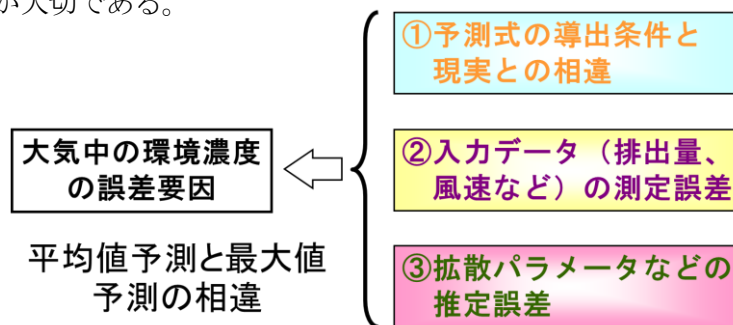 が大切である。
①予測式の導出条件と
現実との相違
大気中の環境濃度
の誤差要因
②入力データ（排出量、
風速など）の測定誤差
平均値予測と最大値
予測の相違
③拡散パラメータなどの
推定誤差